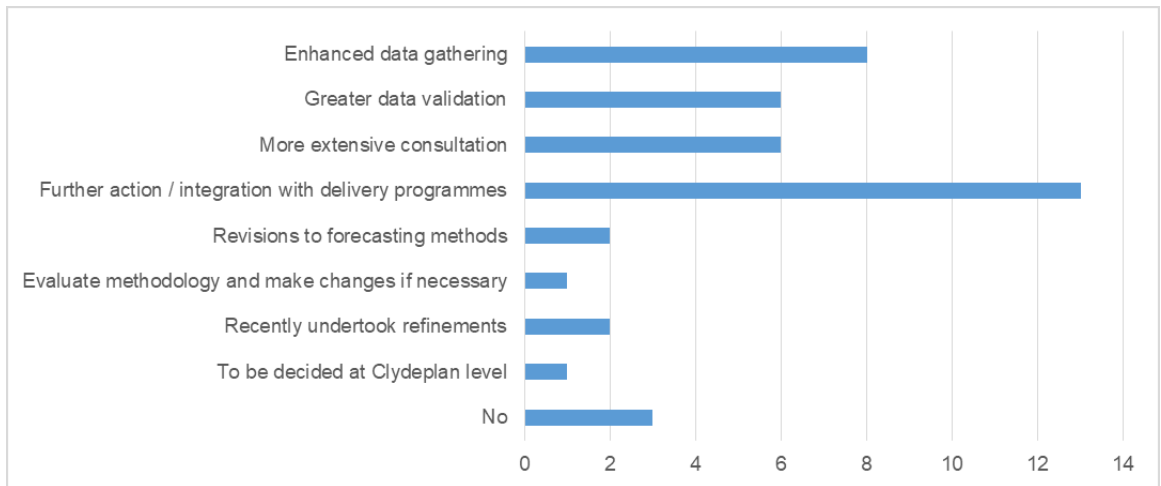 Enhanced data gathering
Greater data validation
More extensive consultation
Further action / integration with delivery programmes
Revisions to forecasting methods
Evaluate methodology and make changes if necessary
Recently undertook refinements
To be decided at Clydeplan level
No
0 2 4 6 8 10 12 14